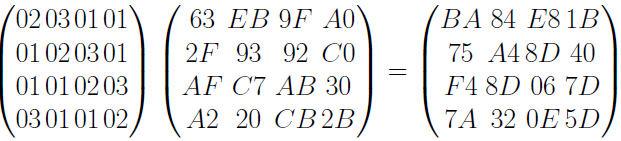 02 03 01 01 63 EB 9F A0 BA 84 E8 1B
01 02 03 01 2F 93 92 C0 75 A4 8D 40
=
01 01 02 03 AF C7 AB 30 F4 8D 06 7D
03 01 01 02 A2 20 CB 2B 7A 32 0E 5D